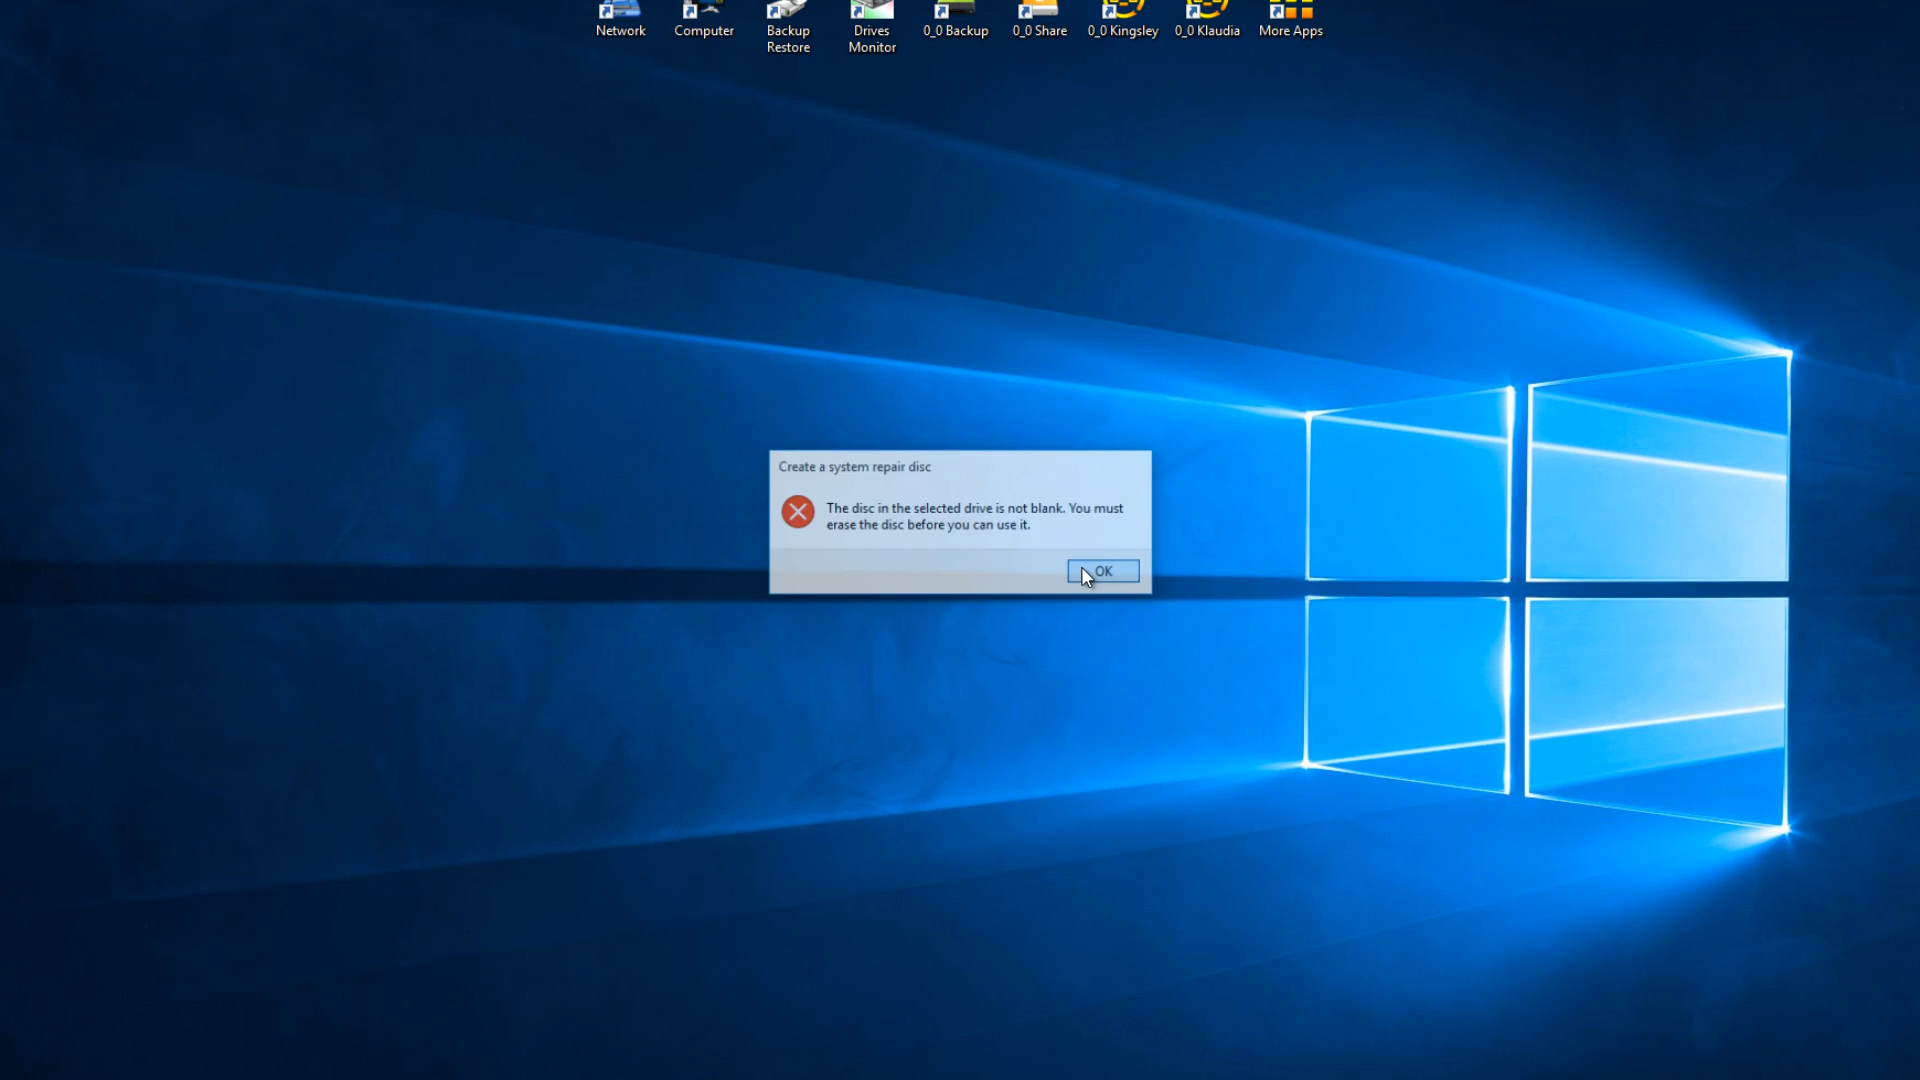 Network
Computer
Backup
Restore
Drives
Monitor
0_0 Backup
0_0 Share
0_0 Kingsley
0_0 Klaudia
More Apps
Create a system repair disc
The disc in the selected drive is not blank. You must
erase the disc before you can use it.
OK